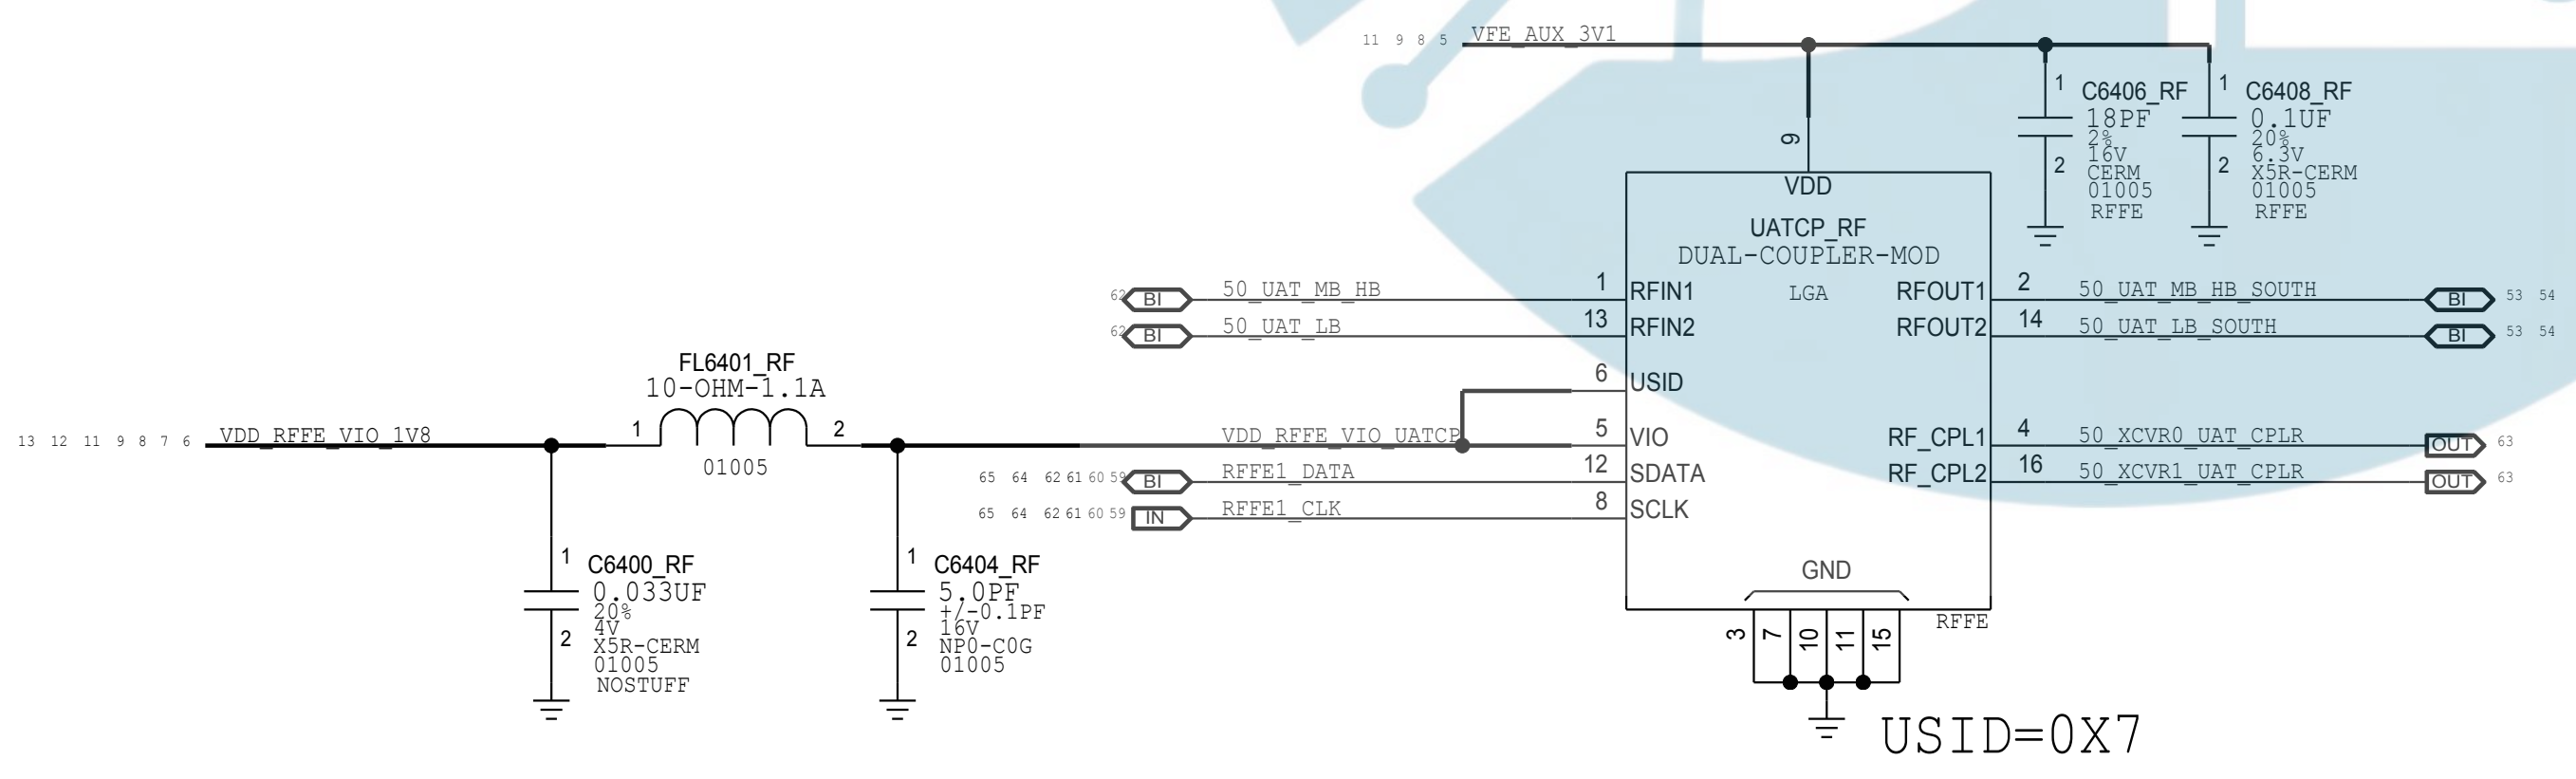 11 9 8 5 VFE_AUX_3V1
1
C6406_RF
18PF
2%
16V
CERM
01005
RFFE
2
1
C6408_RF
0.1UF
20%
6.3V
X5R-CERM
01005
RFFE
2
9
VDD
UATCP_RF
DUAL-COUPLER-MOD
LGA
62 BI 50_UAT_MB_HB 1 RFIN1
RFOUT1 2 50_UAT_MB_HB_SOUTH BI 53 54
62 BI 50_UAT_LB 13 RFIN2
RFOUT2 14 50_UAT_LB_SOUTH BI 53 54
6 USID
FL6401_RF
10-OHM-1.1A
13 12 11 9 8 7 6 VDD_RFFE_VIO_1V8 1 2 VDD_RFFE_VIO_UATCP 5 VIO
01005
RF_CPL1 4 50_XCVR0_UAT_CPLR OUT 63
65 64 62 61 60 59 BI RFFE1_DATA 12 SDATA
RF_CPL2 16 50_XCVR1_UAT_CPLR OUT 63
65 64 62 61 60 59 IN RFFE1_CLK 8 SCLK
1
C6400_RF
0.033UF
20%
4V
X5R-CERM
01005
NOSTUFF
2
1
C6404_RF
5.0PF
+/-0.1PF
16V
NP0-C0G
01005
2
GND
RFFE
3 7 10 11 15
USID=0X7